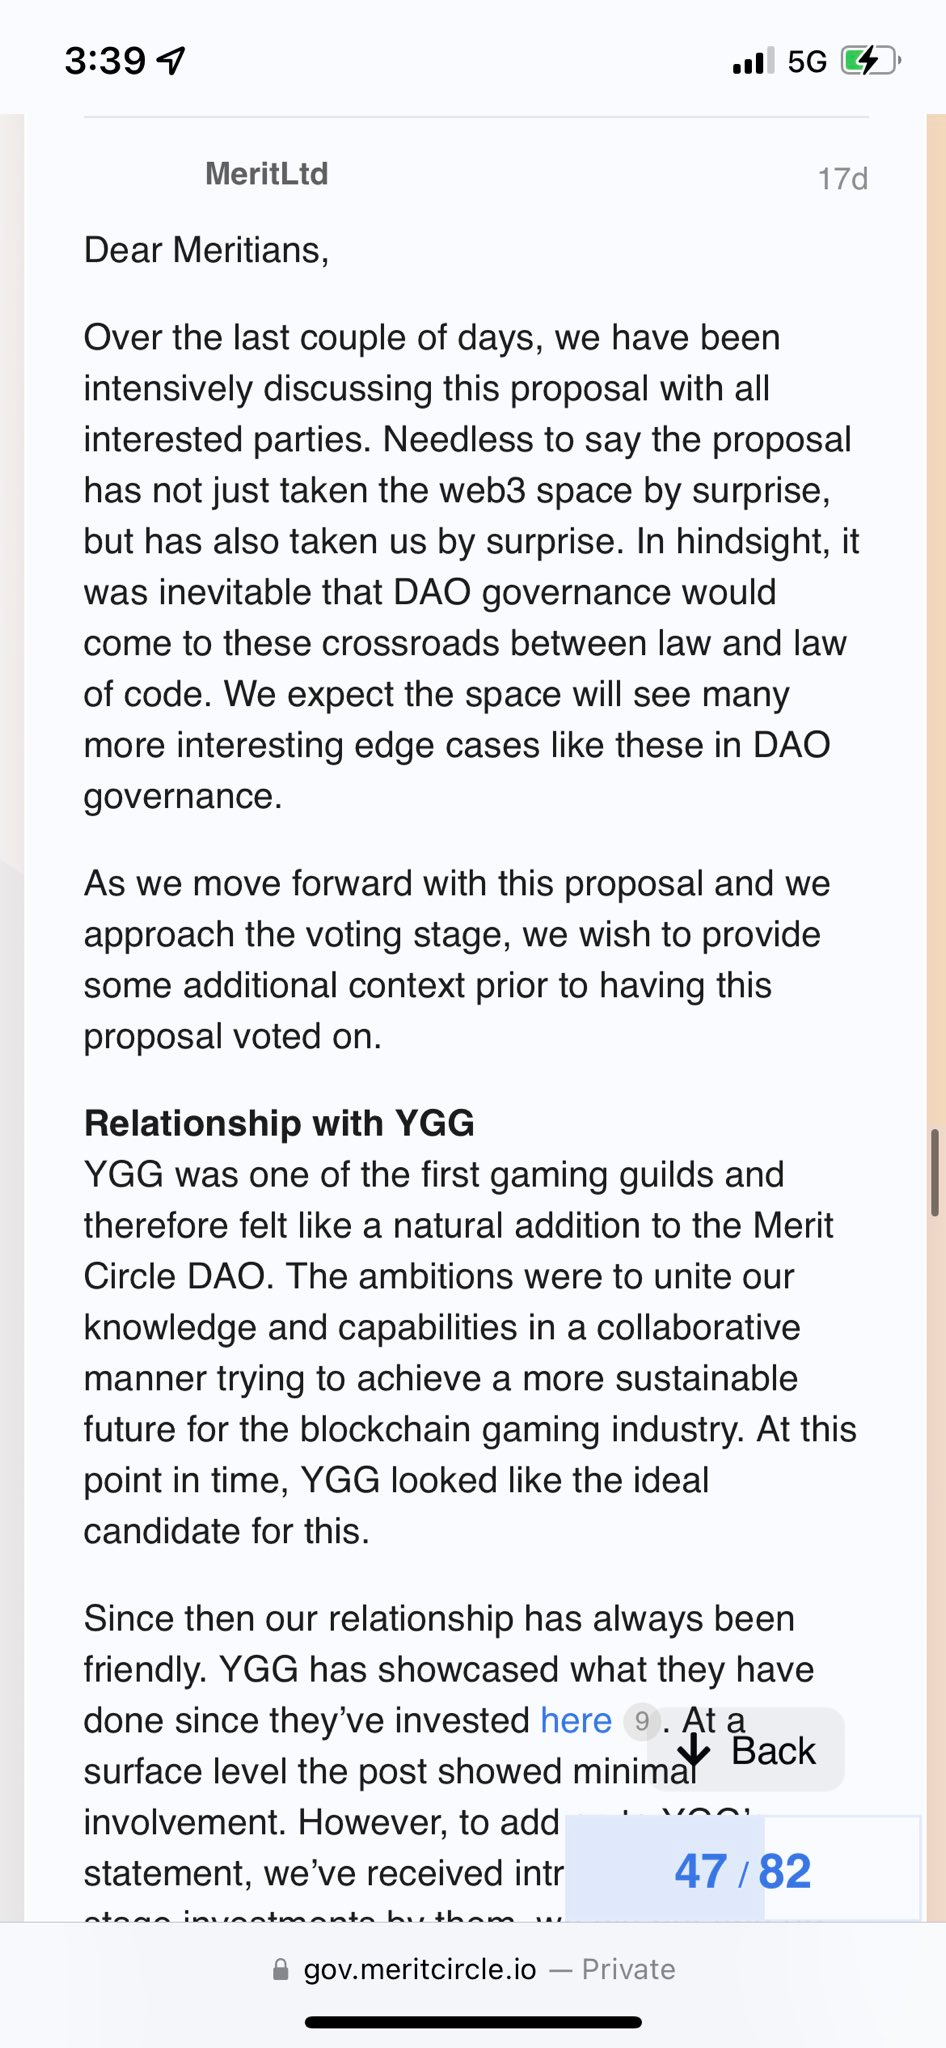 3:39
5G
MeritLtd
17d
Dear Meritians,
Over the last couple of days, we have been
intensively discussing this proposal with all
interested parties. Needless to say the proposal
has not just taken the web3 space by surprise,
but has also taken us by surprise. In hindsight, it
was inevitable that DAO governance would
come to these crossroads between law and law
of code. We expect the space will see many
more interesting edge cases like these in DAO
governance.
As we move forward with this proposal and we
approach the voting stage, we wish to provide
some additional context prior to having this
proposal voted on.
Relationship with YGG
YGG was one of the first gaming guilds and
therefore felt like a natural addition to the Merit
Circle DAO. The ambitions were to unite our
knowledge and capabilities in a collaborative
manner trying to achieve a more sustainable
future for the blockchain gaming industry. At this
point in time, YGG looked like the ideal
candidate for this.
Since then our relationship has always been
friendly. YGG has showcased what they have
done since they’ve invested here 9. At a
surface level the post showed minimal
Back
involvement. However, to add YGG’
statement, we’ve received intr
47 / 82
stage investments by them, w
gov.meritcircle.io — Private